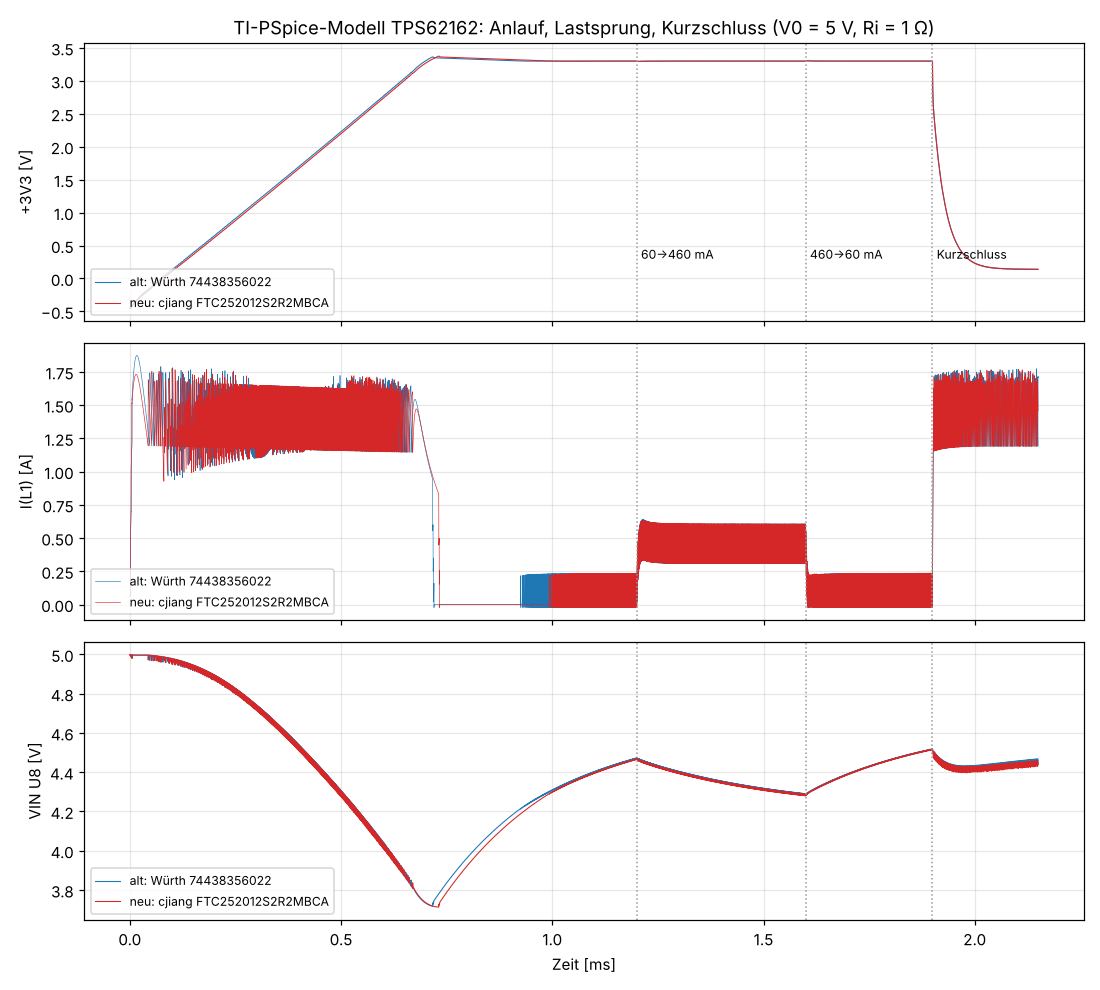 TI-PSpice-Modell TPS62162: Anlauf, Lastsprung, Kurzschluss (V0 = 5 V, Ri = 1 Ω)
+3V3 [V]
3.5
3.0
2.5
2.0
1.5
1.0
0.5
0.0
−0.5
60→460 mA
460→60 mA
Kurzschluss
alt: Würth 74438356022
neu: cjiang FTC252012S2R2MBCA
I(L1) [A]
1.75
1.50
1.25
1.00
0.75
0.50
0.25
0.00
alt: Würth 74438356022
neu: cjiang FTC252012S2R2MBCA
VIN U8 [V]
5.0
4.8
4.6
4.4
4.2
4.0
3.8
alt: Würth 74438356022
neu: cjiang FTC252012S2R2MBCA
0.0
0.5
1.0
1.5
2.0
Zeit [ms]